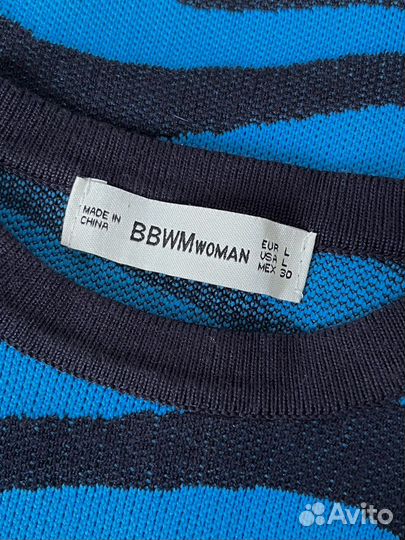 MADE IN
CHINA
BBWMWOMAN
EUR L
USA L
MEX 30
Avito